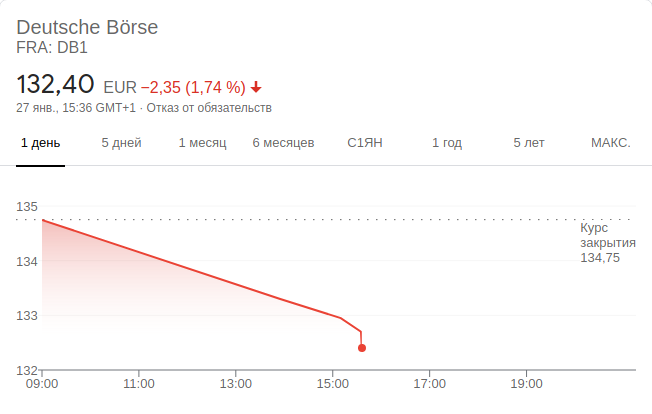 Deutsche Börse
FRA: DB1
132,40 EUR −2,35 (1,74 %)
27 янв., 15:36 GMT+1 · Отказ от обязательств
1 день 5 дней 1 месяц 6 месяцев С1ЯН 1 год 5 лет МАКС.
135
Курс
закрытия
134,75
134
133
132
09:00 11:00 13:00 15:00 17:00 19:00